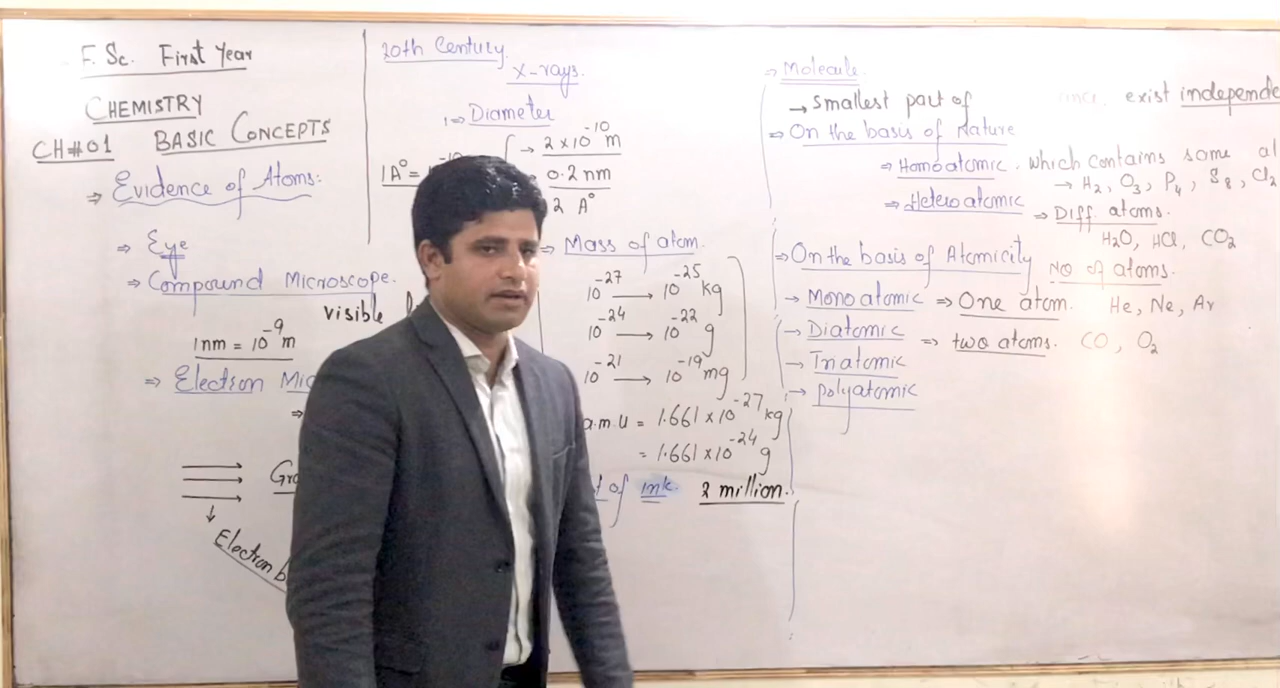 F. Sc. First Year
CHEMISTRY
CH#01 BASIC CONCEPTS
⇒ Evidence of Atoms:
⇒ Eye
⇒ Compound Microscope.
visible
1nm = 10⁻⁹m
⇒ Electron Mic
⇒
Electron b
20th Century
X-rays.
⇒ Diameter
→ 2×10⁻¹⁰ m
1A° =
0.2 nm
2 A°
⇒ Mass of atom.
10⁻²⁷ → 10⁻²⁵ kg
10⁻²⁴ → 10⁻²² g
10⁻²¹ → 10⁻¹⁹ mg
a.m.u = 1.661 × 10⁻²⁷ kg
= 1.661 × 10⁻²⁴ g
of ink. 2 million.
⇒ Molecule.
→ Smallest part of exist independe
⇒ On the basis of Nature
⇒ Homoatomic. which contains same
→ H₂, O₃, P₄, S₈, Cl₂
⇒ Heteroatomic ⇒ Diff. atoms.
H₂O, HCl, CO₂
⇒ On the basis of Atomicity NO of atoms.
→ Monoatomic ⇒ One atom. He, Ne, Ar
→ Diatomic ⇒ two atoms. CO, O₂
→ Triatomic
→ Polyatomic